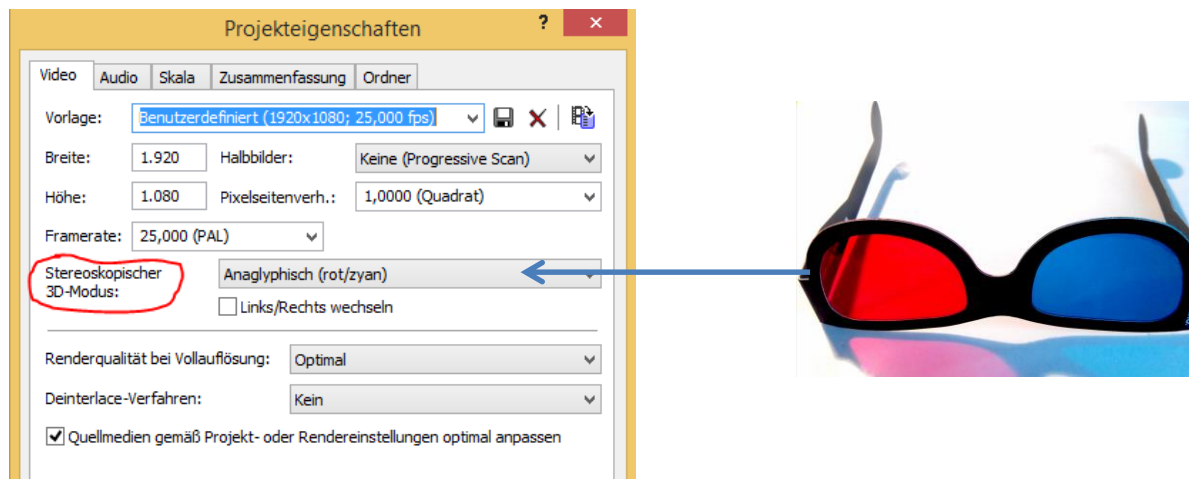 Projekteigenschaften ? ×
Video Audio Skala Zusammenfassung Ordner
Vorlage: Benutzerdefiniert (1920x1080; 25,000 fps)
Breite: 1.920 Halbbilder: Keine (Progressive Scan)
Höhe: 1.080 Pixelseitenverh.: 1,0000 (Quadrat)
Framerate: 25,000 (PAL)
Stereoskopischer
3D-Modus: Anaglyphisch (rot/zyan)
Links/Rechts wechseln
Renderqualität bei Vollauflösung: Optimal
Deinterlace-Verfahren: Kein
Quellmedien gemäß Projekt- oder Rendereinstellungen optimal anpassen